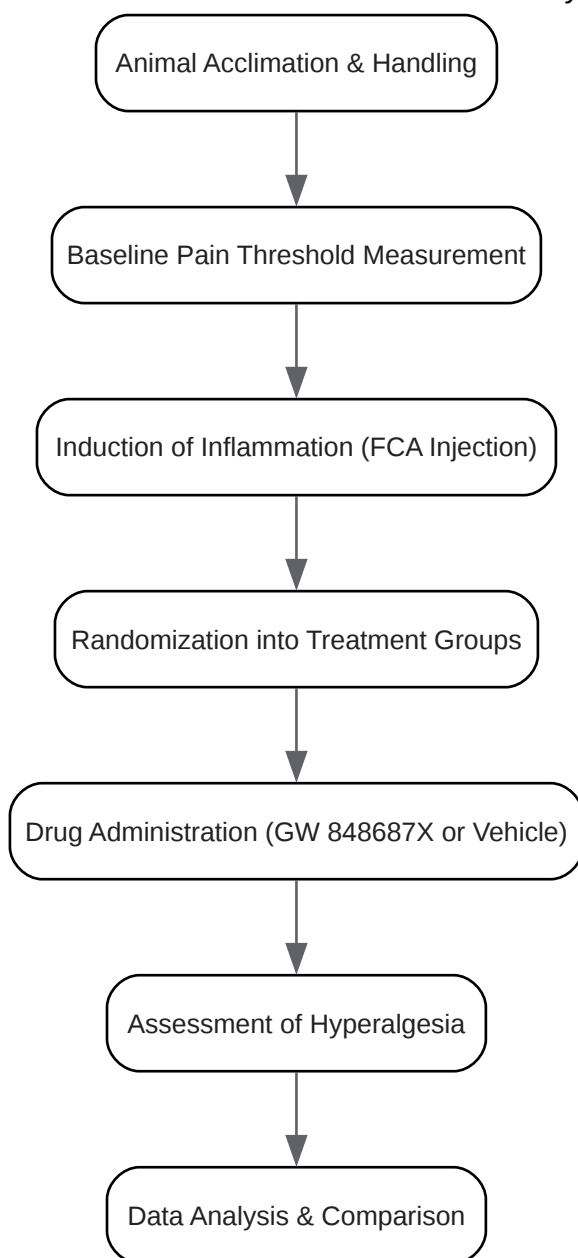 Animal Acclimation & Handling
Baseline Pain Threshold Measurement
Induction of Inflammation (FCA Injection)
Randomization into Treatment Groups
Drug Administration (GW 848687X or Vehicle)
Assessment of Hyperalgesia
Data Analysis & Comparison